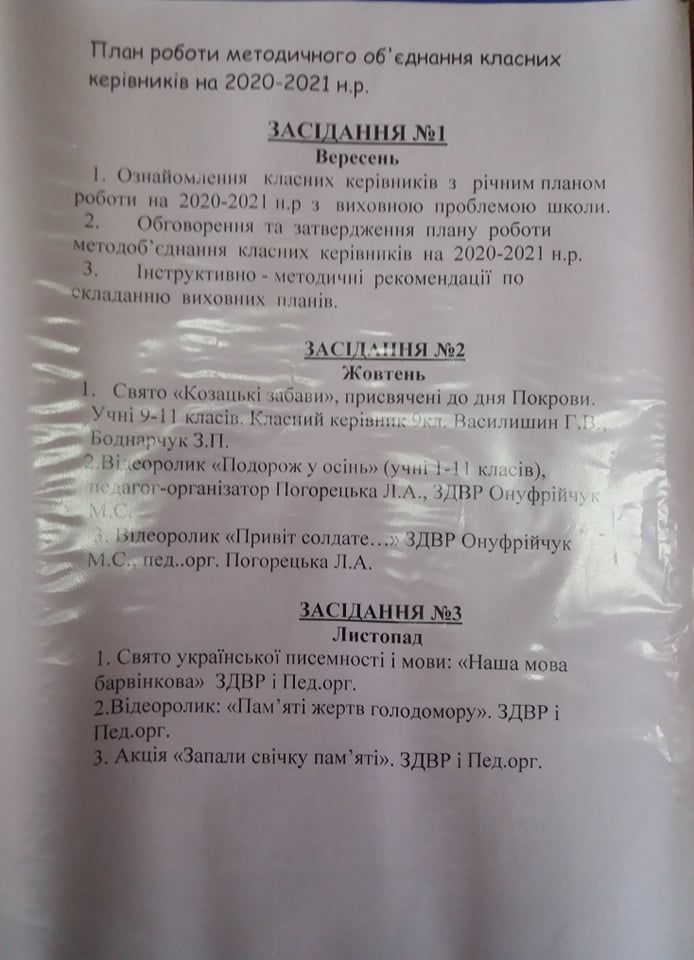 План роботи методичного об'єднання класних
керівників на 2020-2021 н.р.
ЗАСІДАННЯ №1
Вересень
1. Ознайомлення класних керівників з річним планом
роботи на 2020-2021 н.р з виховною проблемою школи.
2. Обговорення та затвердження плану роботи
методоб’єднання класних керівників на 2020-2021 н.р.
3. Інструктивно - методичні рекомендації по
складанню виховних планів.
ЗАСІДАННЯ №2
Жовтень
1. Свято «Козацькі забави», присвячені до дня Покрови.
Учні 9-11 класів. Класний керівник 9кл. Василишин Г.В.,
Боднарчук З.П.
2.Відеоролик «Подорож у осінь» (учні 1-11 класів),
педагог-організатор Погорецька Л.А., ЗДВР Онуфрійчук
М.С.
3. Відеоролик «Привіт солдате…» ЗДВР Онуфрійчук
М.С., пед..орг. Погорецька Л.А.
ЗАСІДАННЯ №3
Листопад
1. Свято української писемності і мови: «Наша мова
барвінкова» ЗДВР і Пед.орг.
2.Відеоролик: «Пам’яті жертв голодомору». ЗДВР і
Пед.орг.
3. Акція «Запали свічку пам’яті». ЗДВР і Пед.орг.